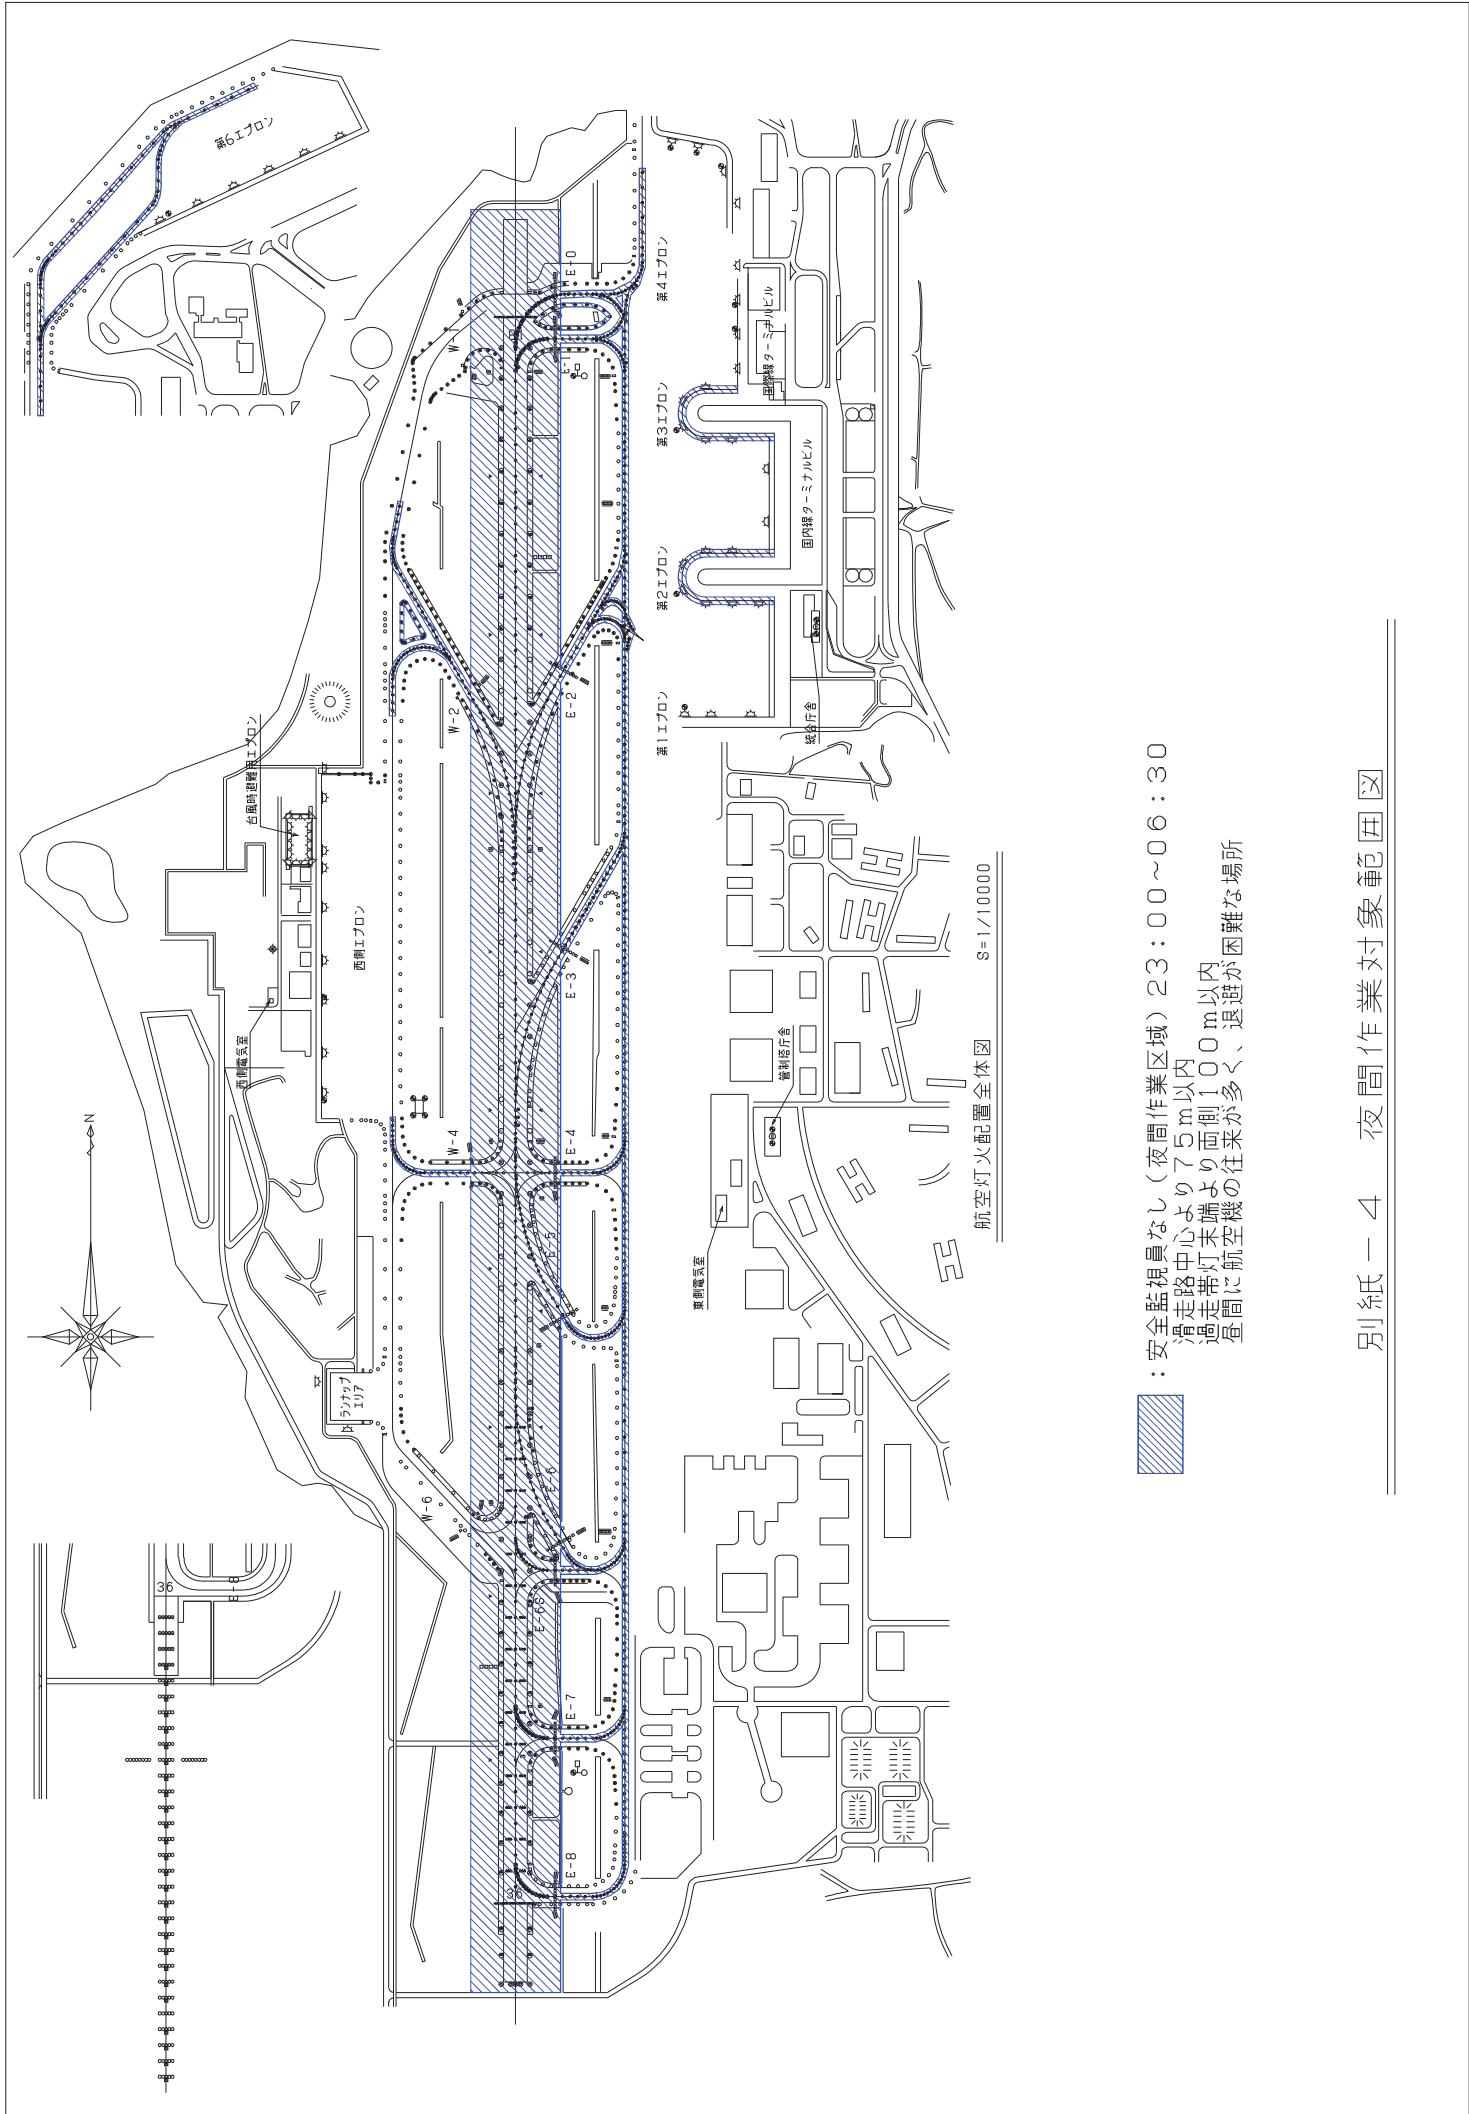 別紙－４　夜間作業対象範囲図
：安全監視員なし（夜間作業区域）２３：００～０６：３０
滑走路中心より７５ｍ以内
過走帯灯末端より両側１００ｍ以内
昼間に航空機の往来が多く、退避が困難な場所
航空灯火配置全体図
S=1/10000
N
第6エプロン
台風時避難用エプロン
西側電気室
西側エプロン
ランナップ
エリア
W-1
W-2
W-4
W-6
E-0
E-1
E-2
E-3
E-4
E-5
E-6
E-6S
E-7
E-8
36
36
E-8
第1エプロン
第2エプロン
第3エプロン
第4エプロン
国際線ターミナルビル
国内線ターミナルビル
統合庁舎
管制塔庁舎
東側電気室